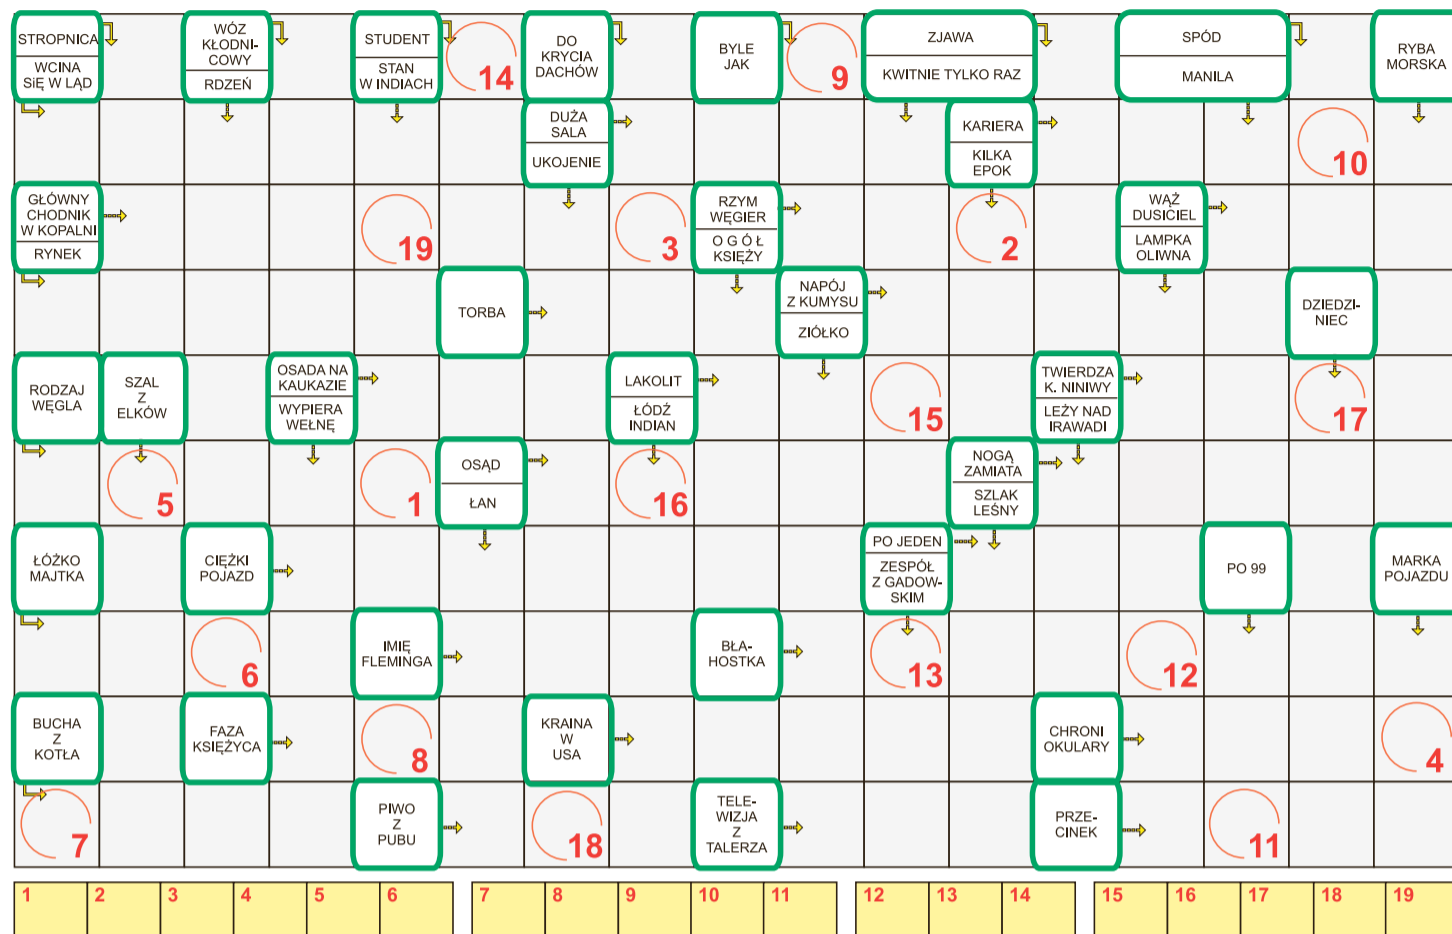 STROPNICA
WCINA
SIĘ W LĄD
WÓZ
KŁODNI-
COWY
RDZEŃ
STUDENT
STAN
W INDIACH
14
DO
KRYCIA
DACHÓW
BYLE
JAK
9
ZJAWA
KWITNIE TYLKO RAZ
SPÓD
MANILA
RYBA
MORSKA
DUŻA
SALA
UKOJENIE
KARIERA
KILKA
EPOK
10
GŁÓWNY
CHODNIK
W KOPALNI
RYNEK
19
3
RZYM
WĘGIER
O G Ó Ł
KSIĘŻY
2
WĄŻ
DUSICIEL
LAMPKA
OLIWNA
TORBA
NAPÓJ
Z KUMYSU
ZIÓŁKO
DZIEDZI-
NIEC
RODZAJ
WĘGLA
SZAL
Z
ELKÓW
OSADA NA
KAUKAZIE
WYPIERA
WEŁNĘ
LAKOLIT
ŁÓDŹ
INDIAN
15
TWIERDZA
K. NINIWY
LEŻY NAD
IRAWADI
17
5
1
OSĄD
ŁAN
16
NOGĄ
ZAMIATA
SZLAK
LEŚNY
ŁÓŻKO
MAJTKA
CIĘŻKI
POJAZD
PO JEDEN
ZESPÓŁ
Z GADOW-
SKIM
PO 99
MARKA
POJAZDU
6
IMIĘ
FLEMINGA
BŁA-
HOSTKA
13
12
BUCHA
Z
KOTŁA
FAZA
KSIĘŻYCA
8
KRAINA
W
USA
CHRONI
OKULARY
4
7
PIWO
Z
PUBU
18
TELE-
WIZJA
Z
TALERZA
PRZE-
CINEK
11
1 2 3 4 5 6 7 8 9 10 11 12 13 14 15 16 17 18 19